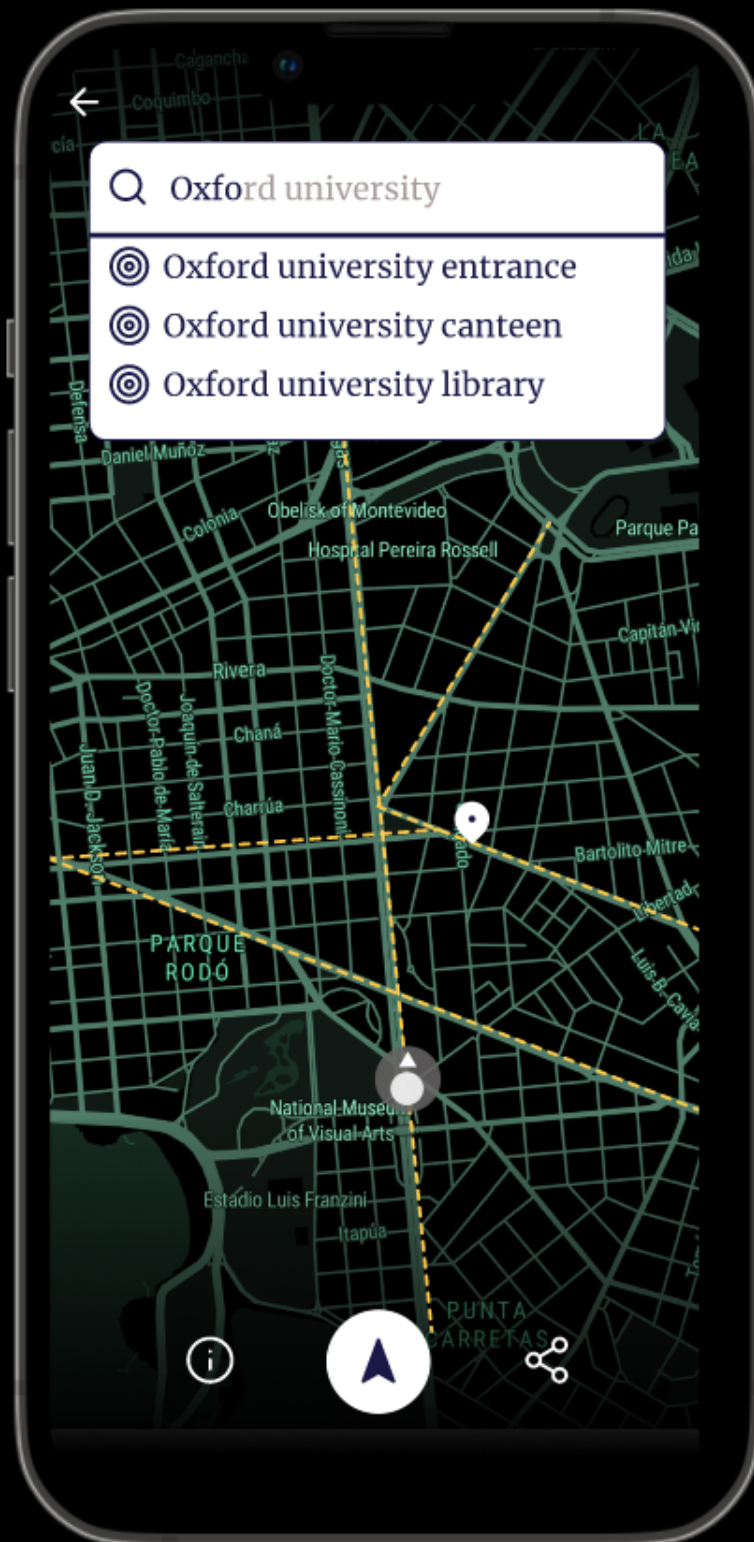 Cagancha
Coquimbo
LA
Oxford university
Oxford university entrance
Oxford university canteen
Oxford university library
Defensa
Daniel Muñoz
Colonia
Obelisk of Montevideo
Hospital Pereira Rossell
Parque Pa
Capitán Vi
Rivera
Doctor Mario Cassinoni
Doctor Pablo de María
Joaquín de Salterain
Chaná
Juan D. Jackson
Charrúa
Bartolito Mitre
Libertad
PARQUE
RODÓ
Luis B. Cavia
National Museum
of Visual Arts
Estadio Luis Franzini
Itapúa
PUNTA
CARRETAS